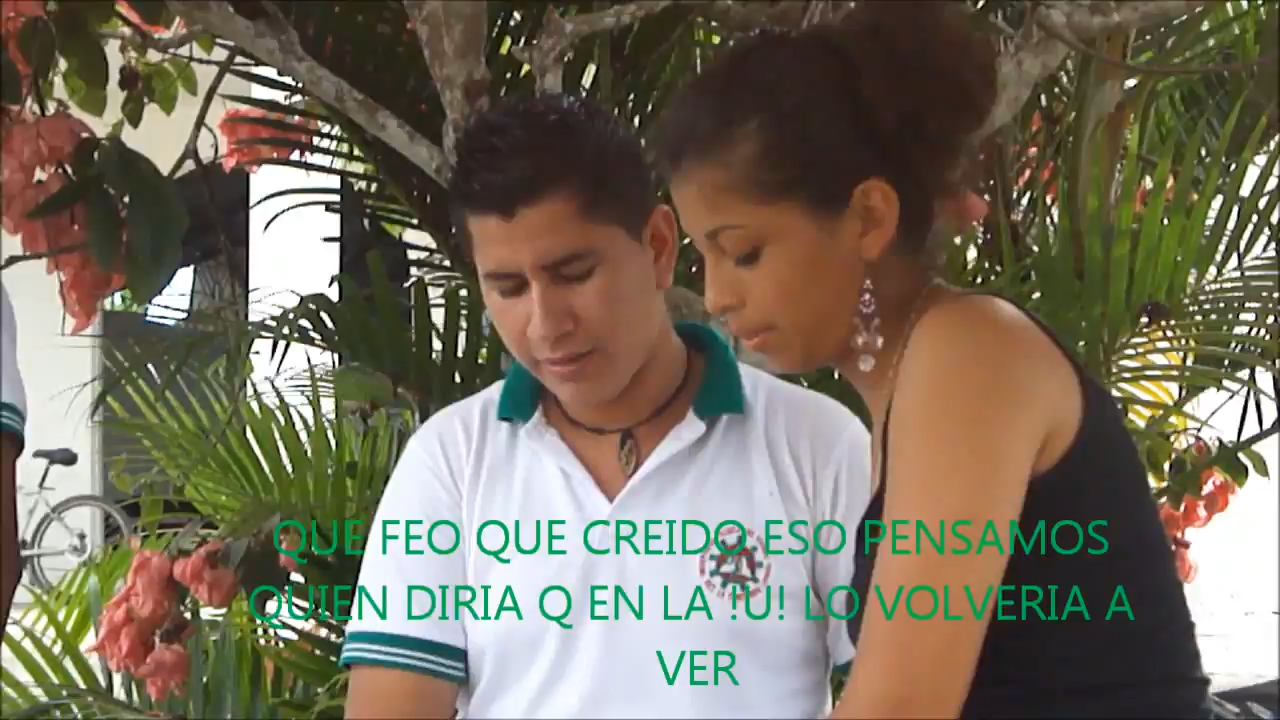 QUE FEO QUE CREIDO ESO PENSAMOS
QUIEN DIRIA Q EN LA !U! LO VOLVERIA A
VER